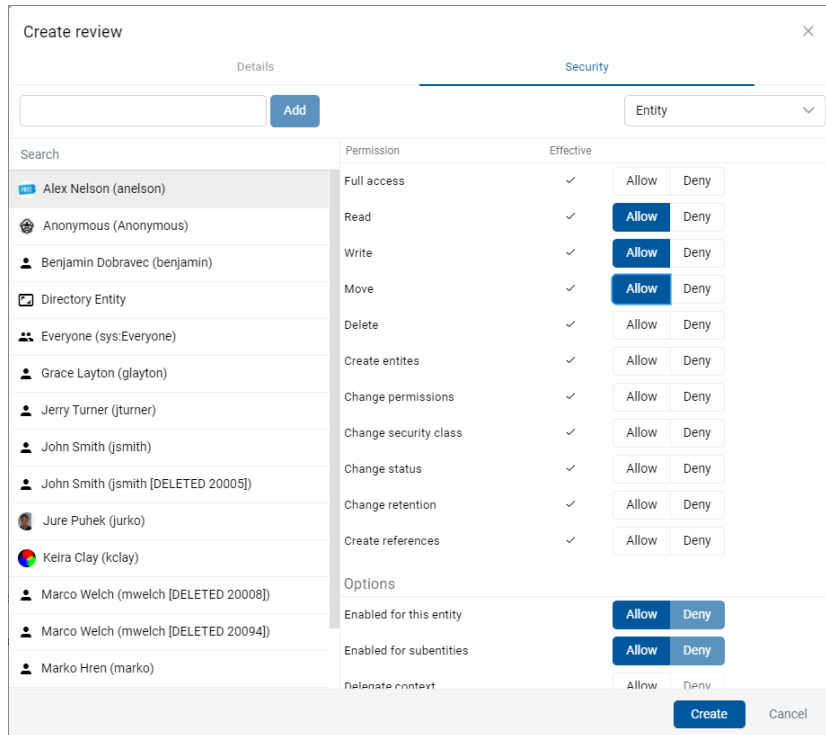 Create review
Details Security
Add Entity
Search
Alex Nelson (anelson)
Anonymous (Anonymous)
Benjamin Dobravec (benjamin)
Directory Entity
Everyone (sys:Everyone)
Grace Layton (glayton)
Jerry Turner (jturner)
John Smith (jsmith)
John Smith (jsmith [DELETED 20005])
Jure Puhek (jurko)
Keira Clay (kclay)
Marco Welch (mwelch [DELETED 20008])
Marco Welch (mwelch [DELETED 20094])
Marko Hren (marko)
Permission Effective
Full access Allow Deny
Read Allow Deny
Write Allow Deny
Move Allow Deny
Delete Allow Deny
Create entites Allow Deny
Change permissions Allow Deny
Change security class Allow Deny
Change status Allow Deny
Change retention Allow Deny
Create references Allow Deny
Options
Enabled for this entity Allow Deny
Enabled for subentities Allow Deny
Delegate context Allow Deny
Create Cancel